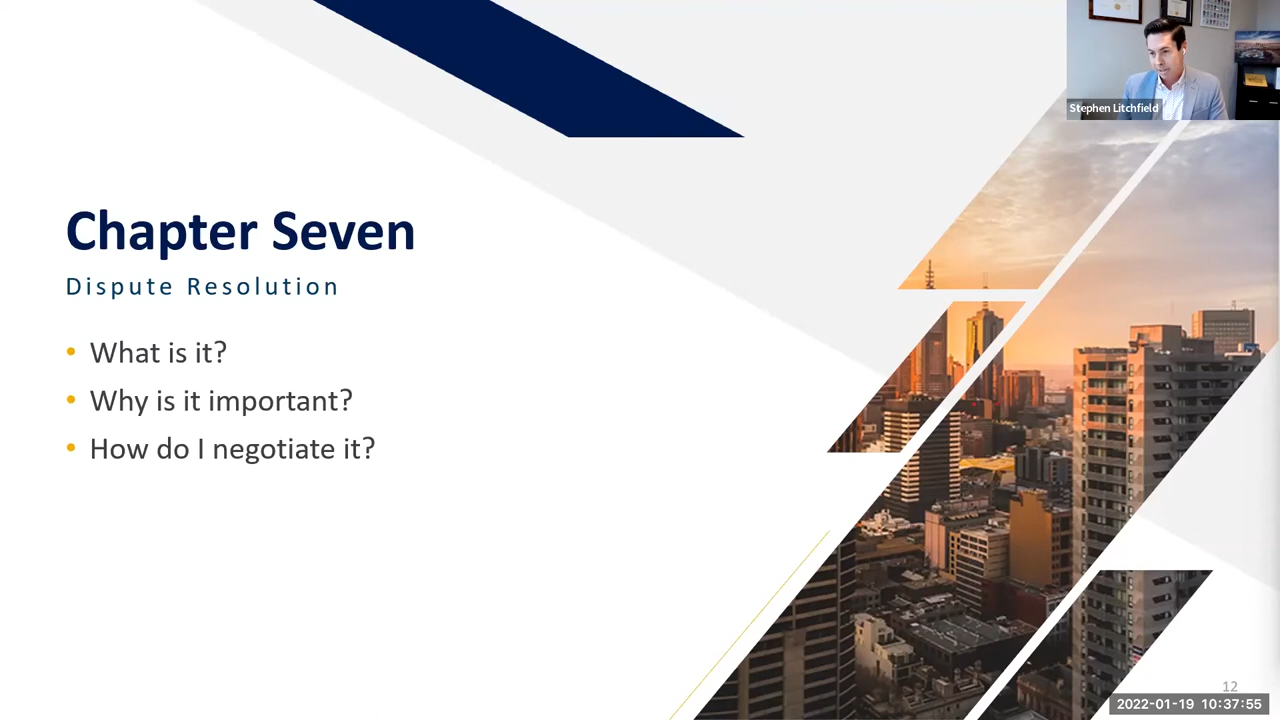 Stephen Litchfield
Chapter Seven
Dispute Resolution
• What is it?
• Why is it important?
• How do I negotiate it?
12
2022-01-19 10:37:55